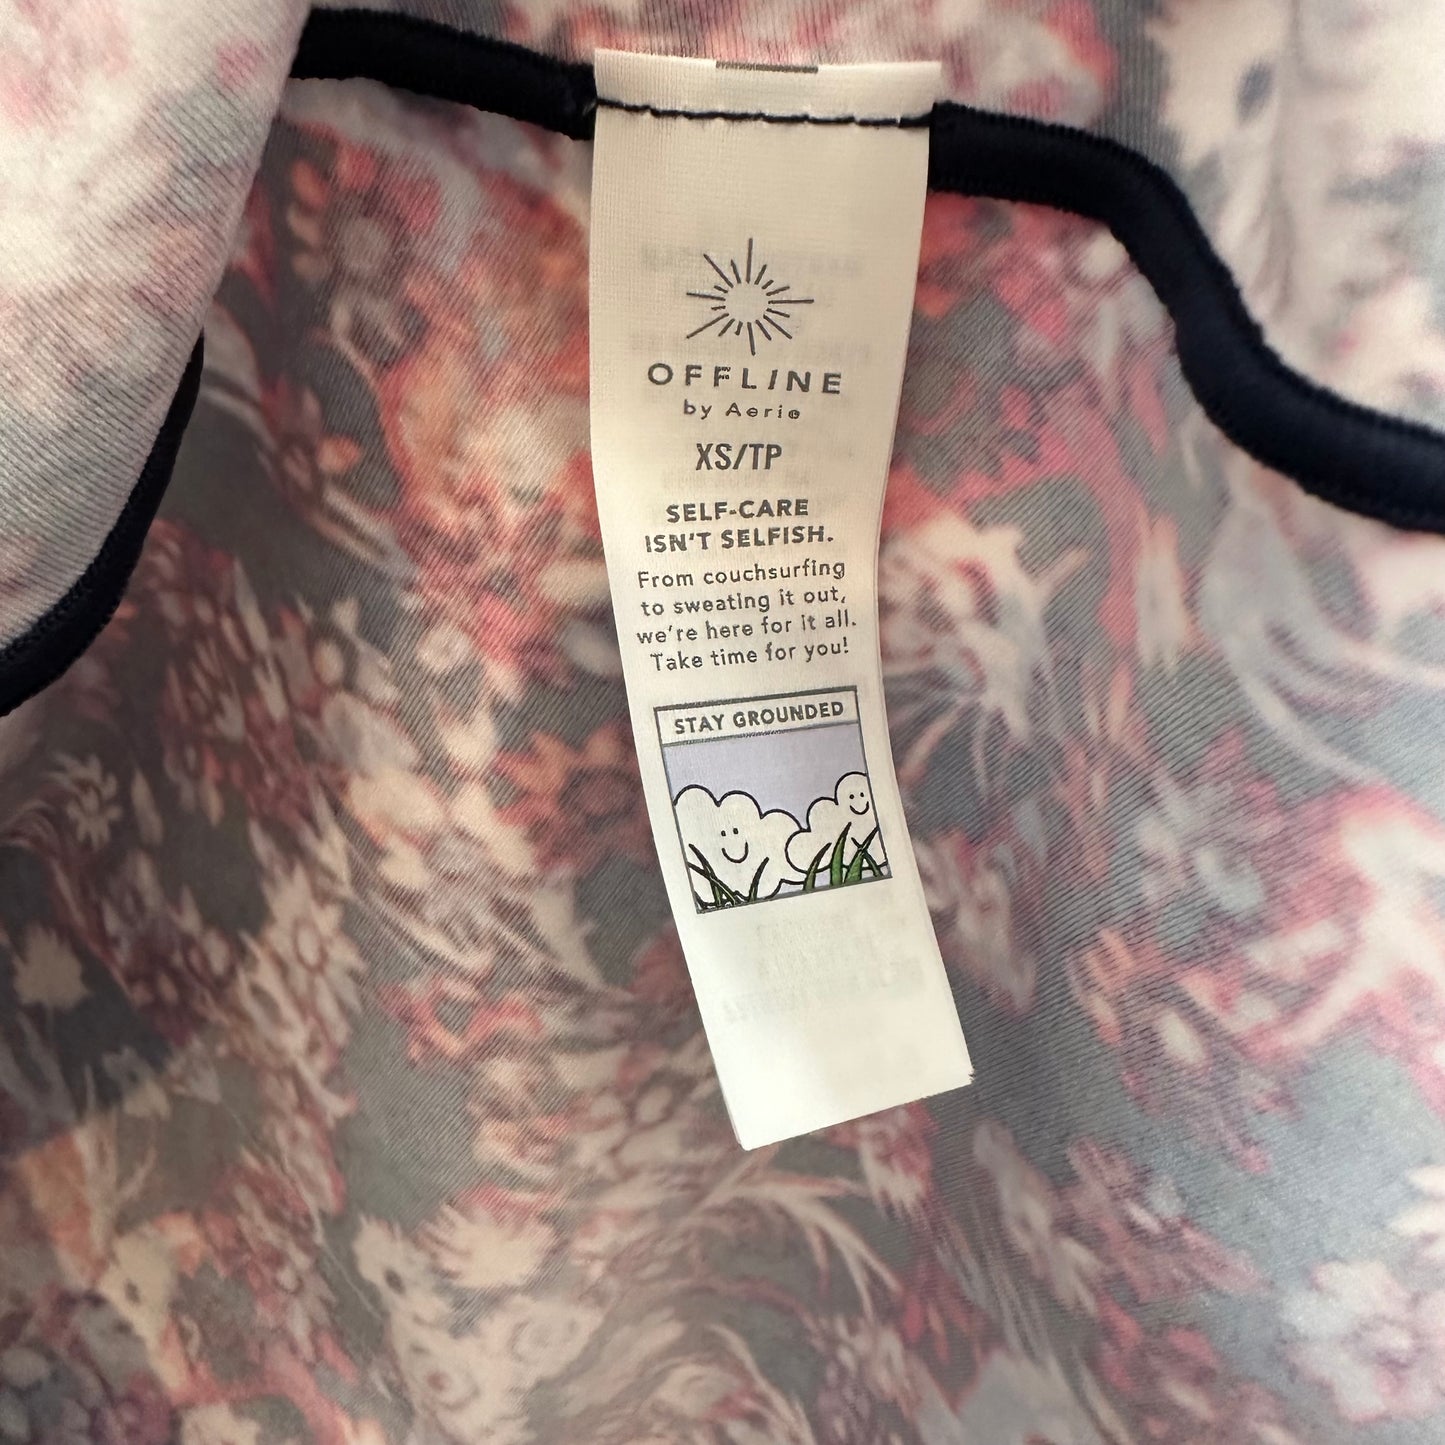 OFFLINE
by Aerie
XS/TP
SELF-CARE
ISN'T SELFISH.
From couchsurfing
to sweating it out,
we're here for it all.
Take time for you!
STAY GROUNDED